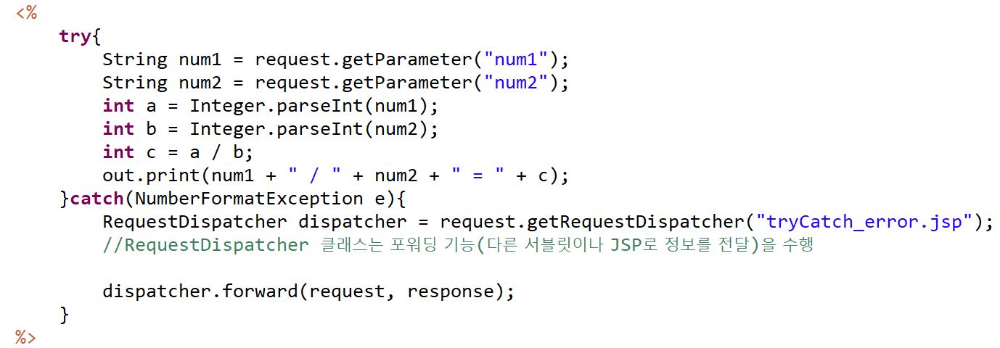 <%
try{
String num1 = request.getParameter("num1");
String num2 = request.getParameter("num2");
int a = Integer.parseInt(num1);
int b = Integer.parseInt(num2);
int c = a / b;
out.print(num1 + " / " + num2 + " = " + c);
}catch(NumberFormatException e){
RequestDispatcher dispatcher = request.getRequestDispatcher("tryCatch_error.jsp");
//RequestDispatcher 클래스는 포워딩 기능(다른 서블릿이나 JSP로 정보를 전달)을 수행
dispatcher.forward(request, response);
}
%>